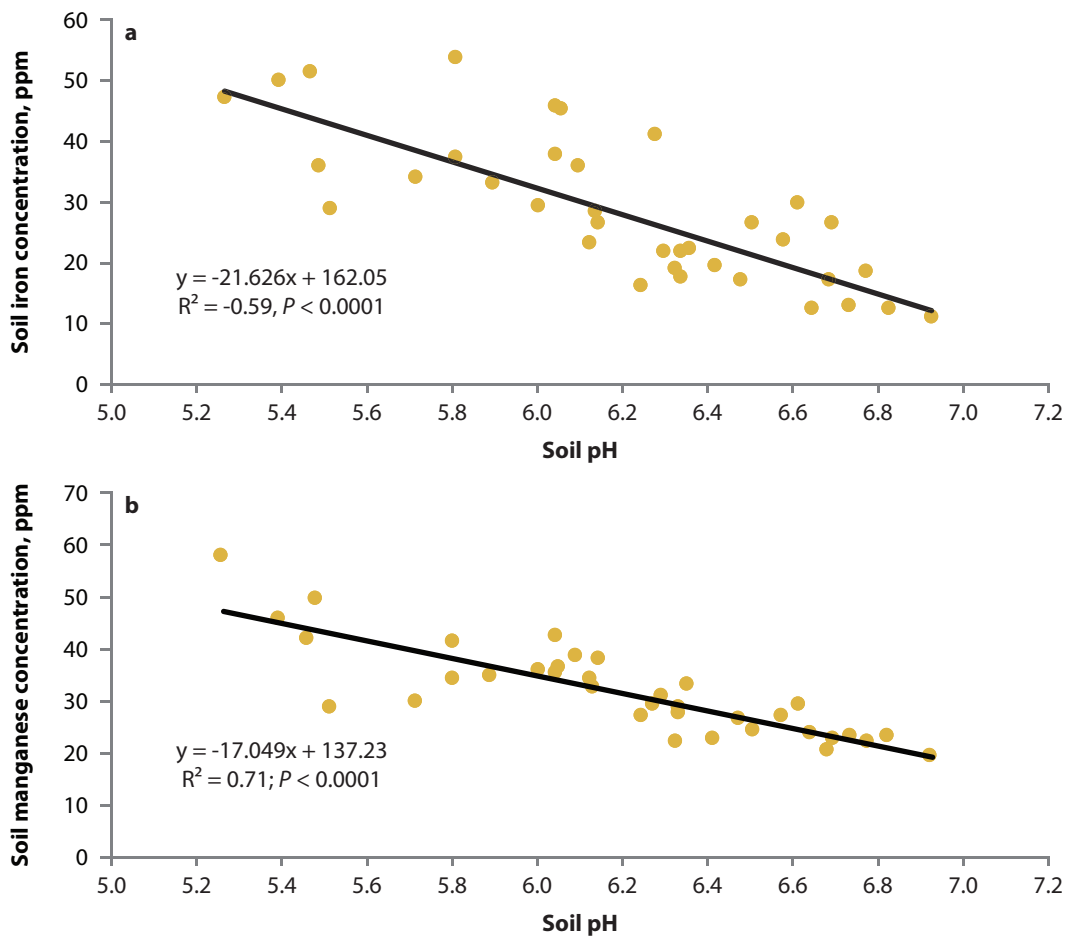 a
Soil iron concentration, ppm
60
50
40
30
20
10
0
y = -21.626x + 162.05
R² = -0.59, P < 0.0001
5.0 5.2 5.4 5.6 5.8 6.0 6.2 6.4 6.6 6.8 7.0 7.2
Soil pH
b
Soil manganese concentration, ppm
70
60
50
40
30
20
10
0
y = -17.049x + 137.23
R² = 0.71; P < 0.0001
5.0 5.2 5.4 5.6 5.8 6.0 6.2 6.4 6.6 6.8 7.0 7.2
Soil pH